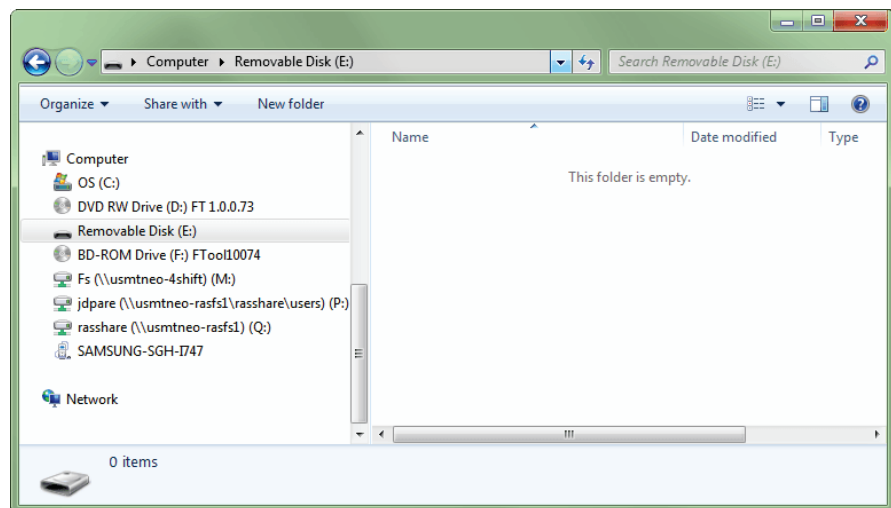 Computer ▸ Removable Disk (E:)
Search Removable Disk (E:)
Organize Share with New folder
Name Date modified Type
This folder is empty.
Computer
OS (C:)
DVD RW Drive (D:) FT 1.0.0.73
Removable Disk (E:)
BD-ROM Drive (F:) FTool10074
Fs (\\usmtneo-4shift) (M:)
jdpare (\\usmtneo-rasfs1\rasshare\users) (P:)
rasshare (\\usmtneo-rasfs1) (Q:)
SAMSUNG-SGH-I747
Network
0 items